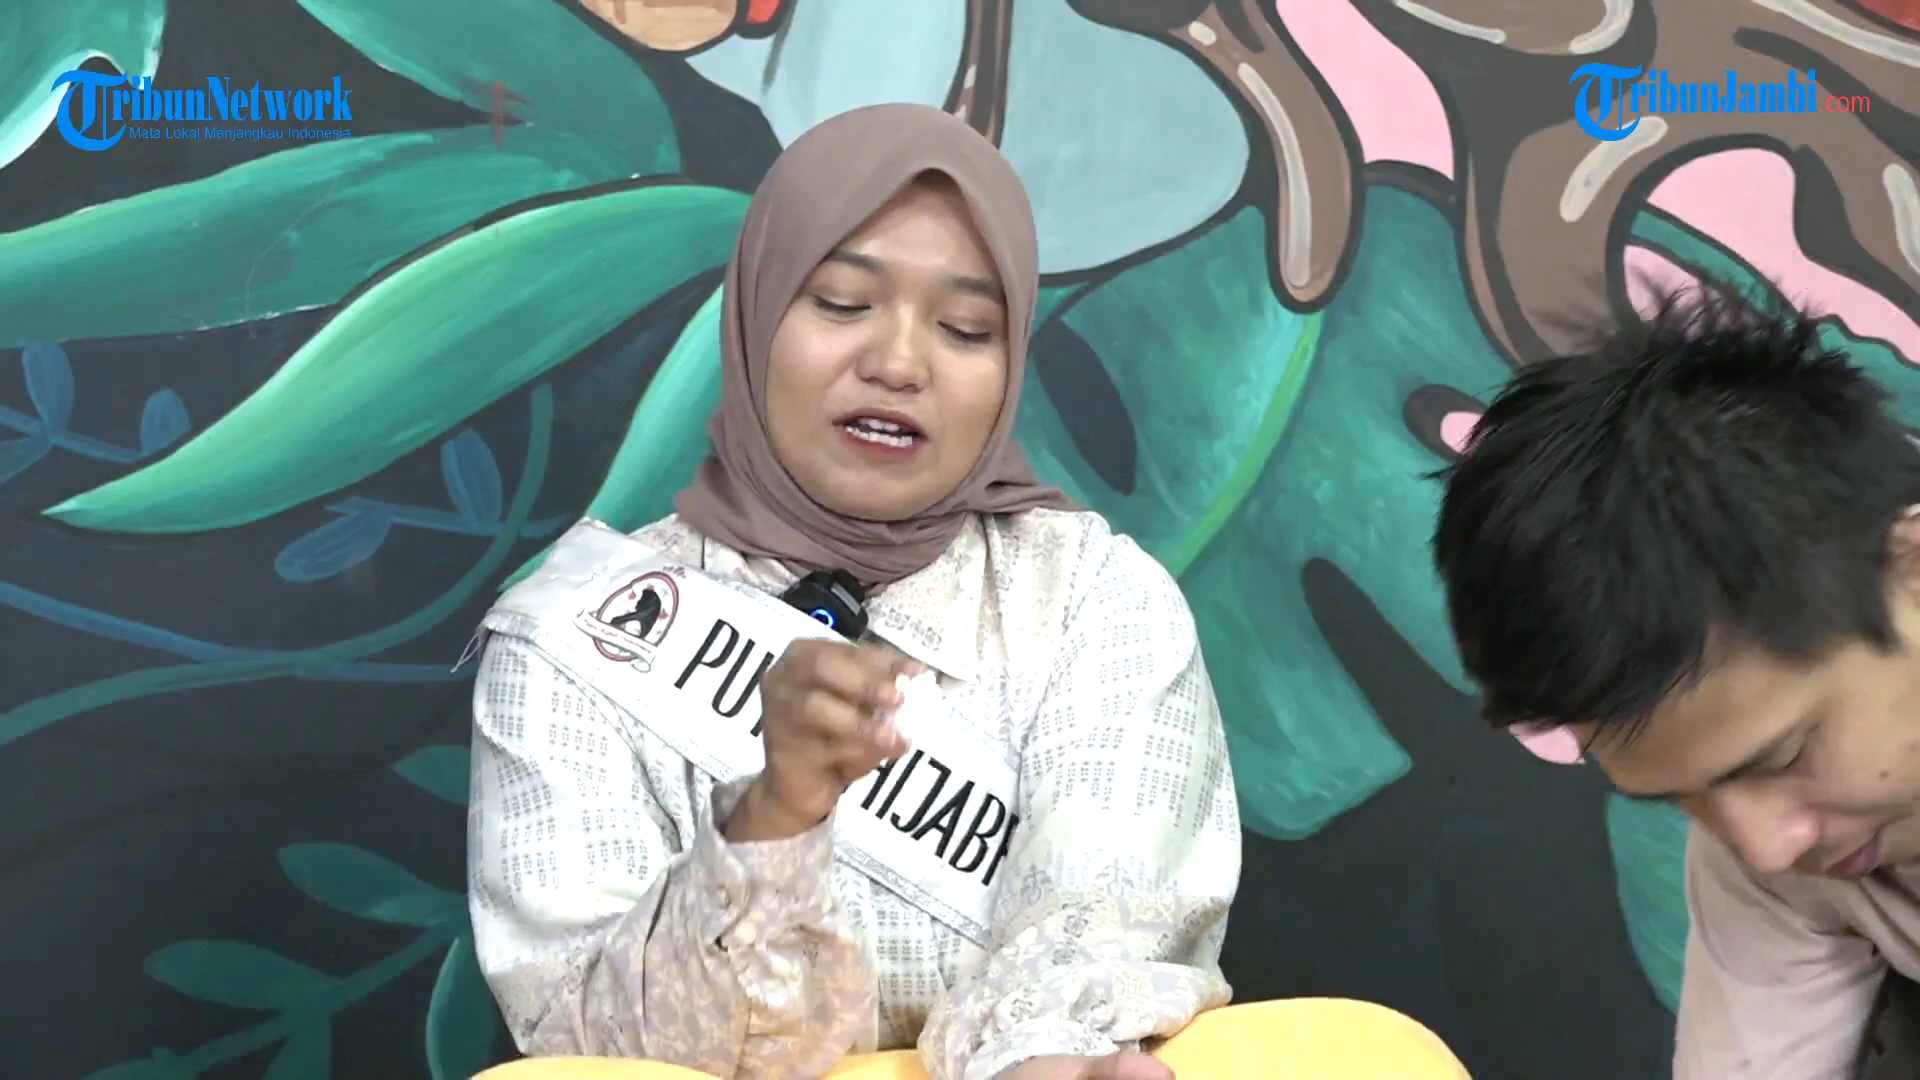 TribunNetwork
Mata Lokal Menjangkau Indonesia
TribunJambi.com
PU
HIJAB